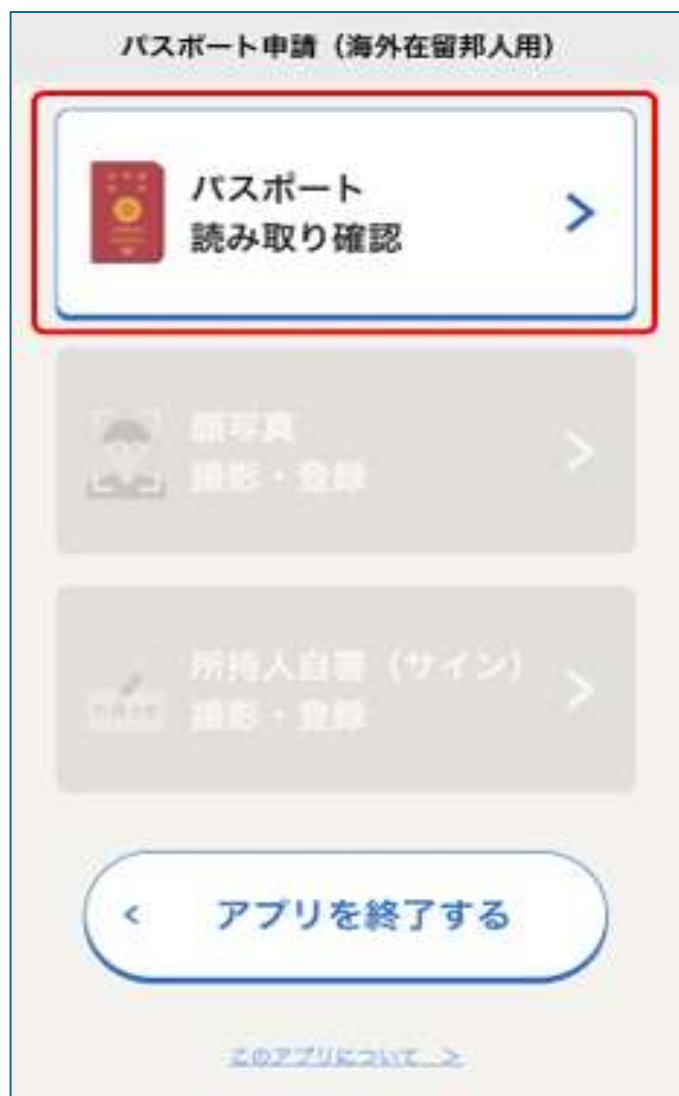 パスポート申請（海外在留邦人用）
パスポート
読み取り確認
顔写真
撮影・登録
所持人自署（サイン）
撮影・登録
アプリを終了する
このアプリについて ＞